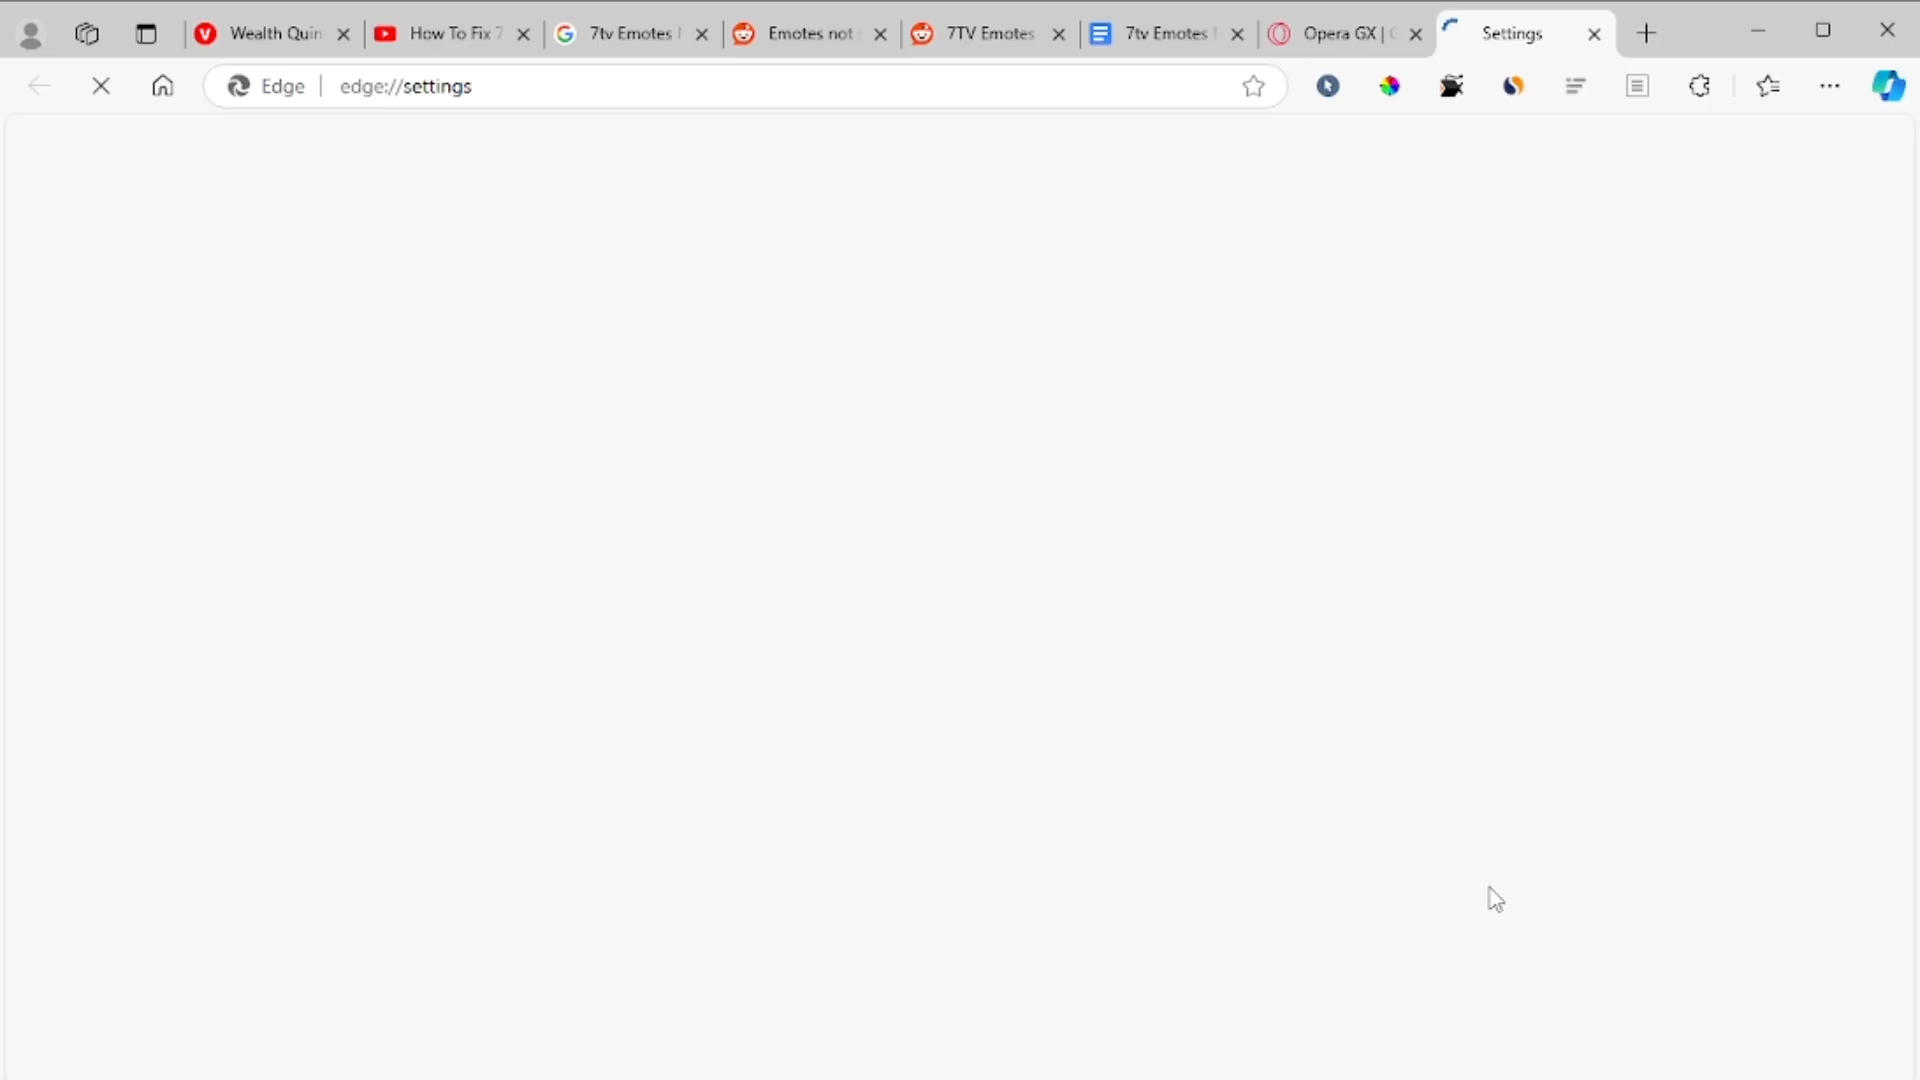 Wealth Quin
How To Fix 7
7tv Emotes
Emotes not
7TV Emotes
7tv Emotes
Opera GX |
Settings
Edge
edge://settings